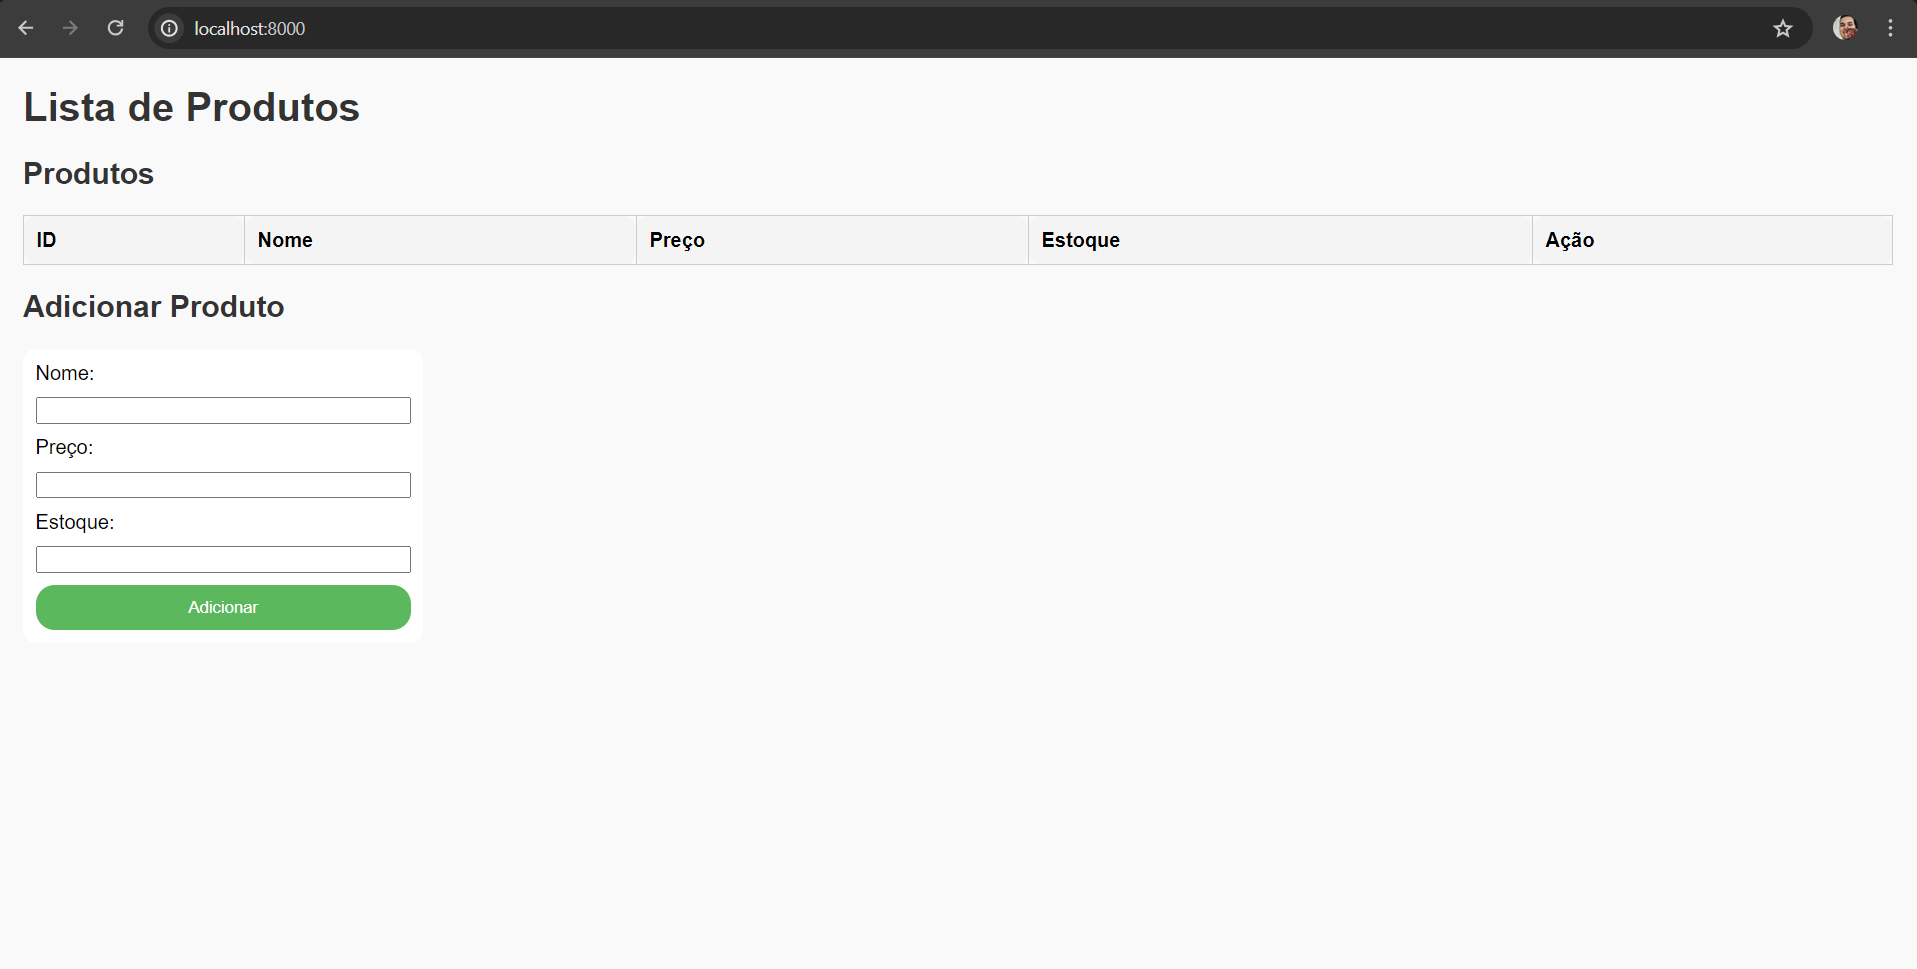 localhost:8000
Lista de Produtos
Produtos
ID Nome Preço Estoque Ação
Adicionar Produto
Nome:
Preço:
Estoque:
Adicionar